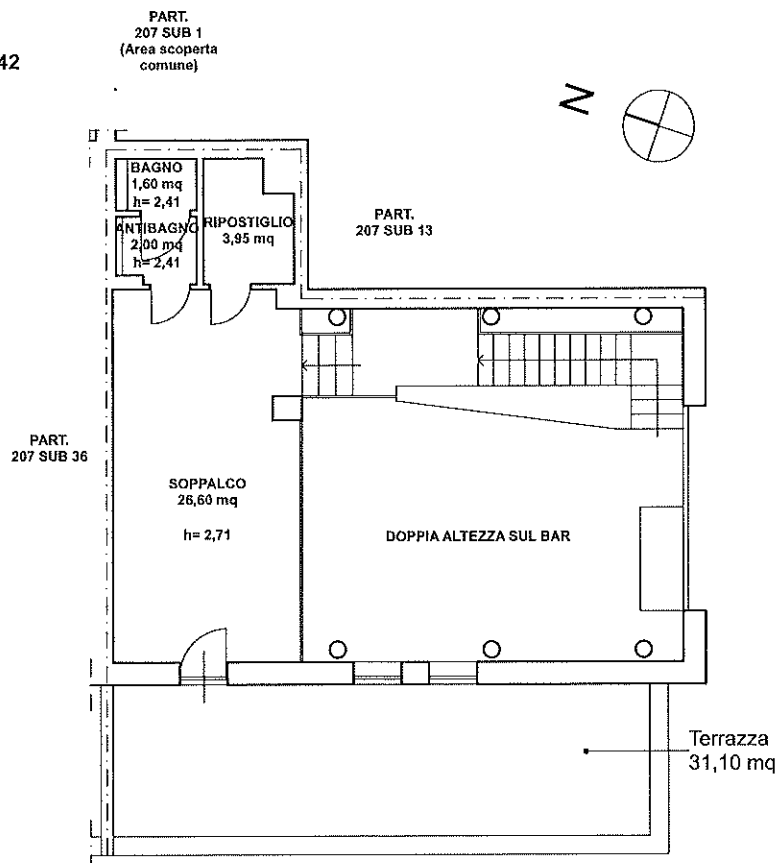 PART.
207 SUB 1
(Area scoperta
comune)
42
N
BAGNO
1,60 mq
h= 2,41
ANTIBAGNO
2,00 mq
h= 2,41
RIPOSTIGLIO
3,95 mq
PART.
207 SUB 13
PART.
207 SUB 36
SOPPALCO
26,60 mq
h= 2,71
DOPPIA ALTEZZA SUL BAR
Terrazza
31,10 mq